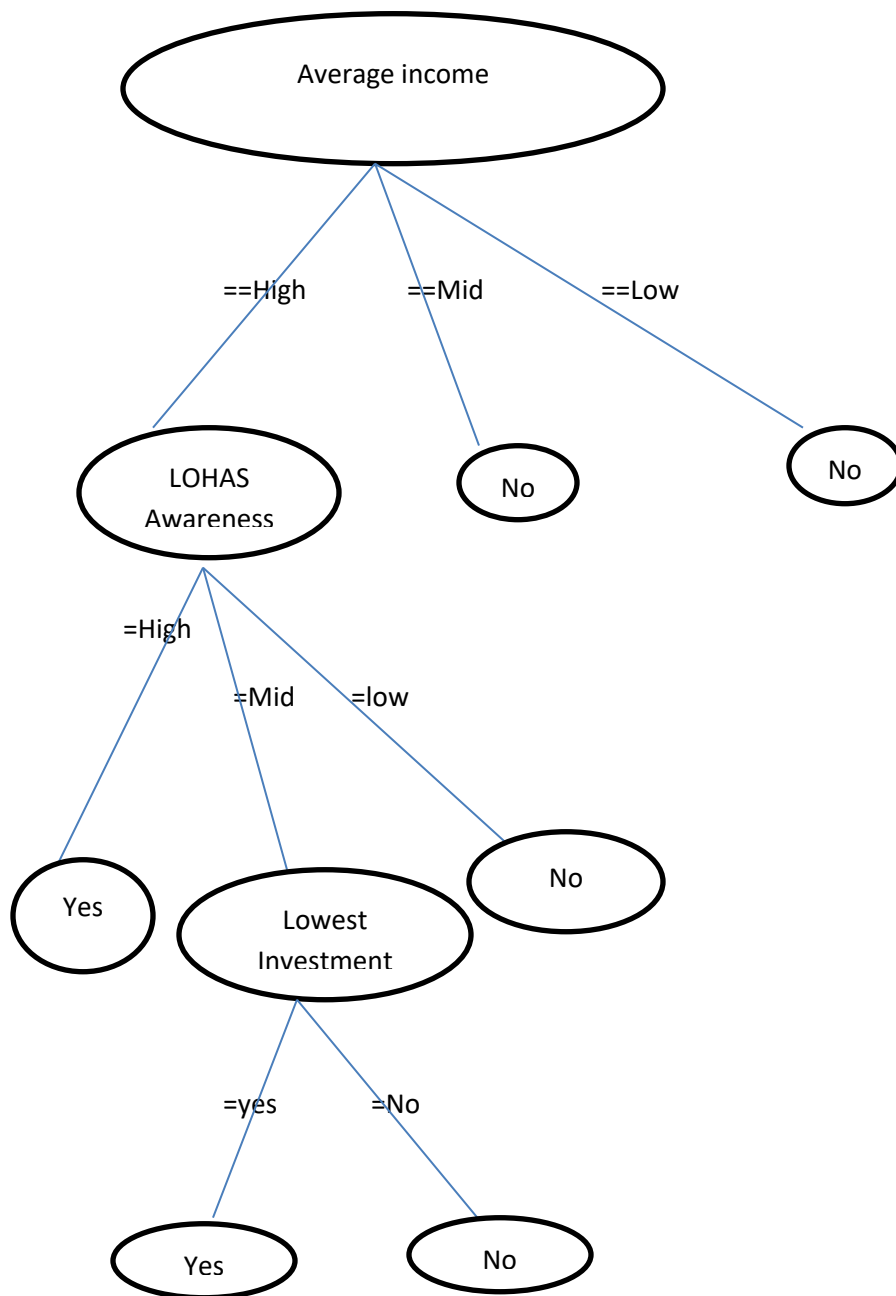 Average income
==High
==Mid
==Low
LOHAS
Awareness
No
No
=High
=Mid
=low
Yes
Lowest
Investment
No
=yes
=No
Yes
No